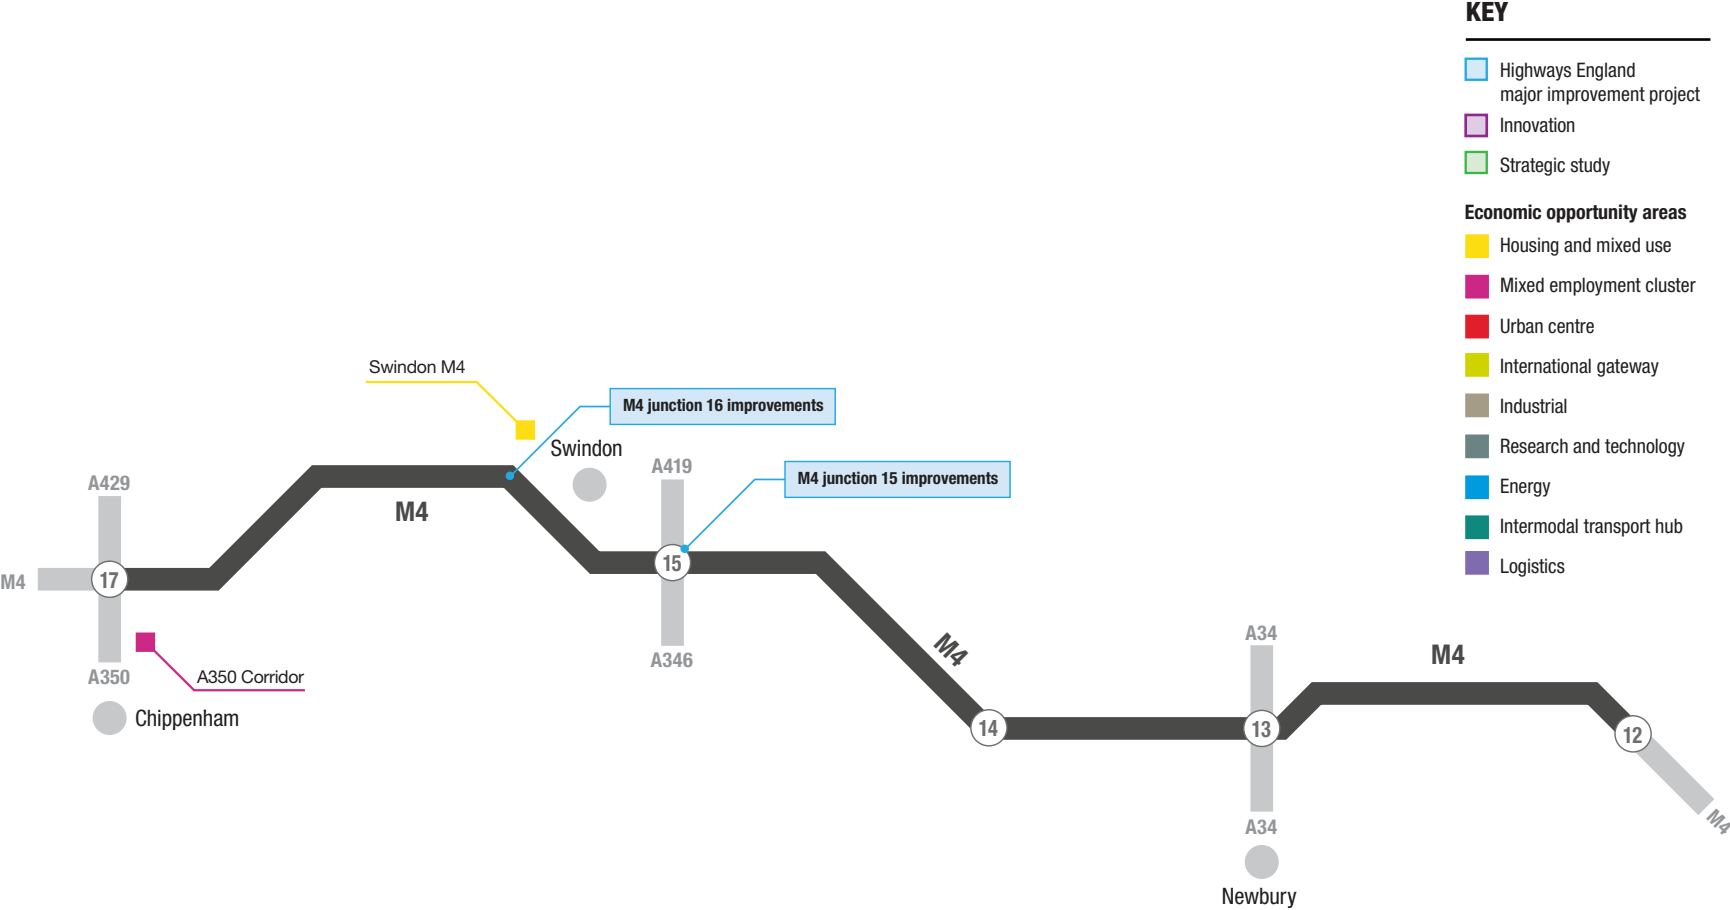 KEY
Highways England
major improvement project
Innovation
Strategic study
Economic opportunity areas
Housing and mixed use
Mixed employment cluster
Urban centre
International gateway
Industrial
Research and technology
Energy
Intermodal transport hub
Logistics
Swindon M4
M4 junction 16 improvements
Swindon
A419
M4 junction 15 improvements
A429
M4
15
M4
17
A350
A350 Corridor
Chippenham
A346
M4
A34
M4
14
13
12
M4
A34
Newbury